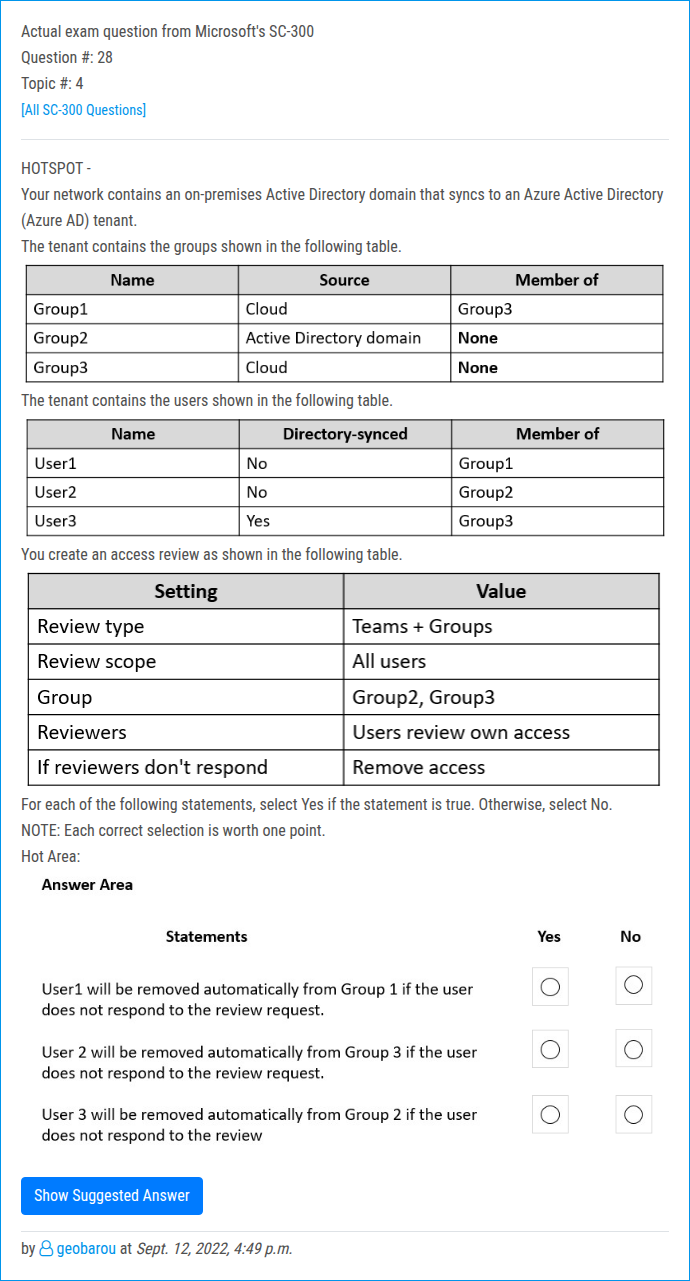 Actual exam question from Microsoft's SC-300
Question #: 28
Topic #: 4
[All SC-300 Questions]
HOTSPOT -
Your network contains an on-premises Active Directory domain that syncs to an Azure Active Directory
(Azure AD) tenant.
The tenant contains the groups shown in the following table.
Name Source Member of
Group1 Cloud Group3
Group2 Active Directory domain None
Group3 Cloud None
The tenant contains the users shown in the following table.
Name Directory-synced Member of
User1 No Group1
User2 No Group2
User3 Yes Group3
You create an access review as shown in the following table.
Setting Value
Review type Teams + Groups
Review scope All users
Group Group2, Group3
Reviewers Users review own access
If reviewers don't respond Remove access
For each of the following statements, select Yes if the statement is true. Otherwise, select No.
NOTE: Each correct selection is worth one point.
Hot Area:
Answer Area
Statements Yes No
User1 will be removed automatically from Group 1 if the user
does not respond to the review request.
User 2 will be removed automatically from Group 3 if the user
does not respond to the review request.
User 3 will be removed automatically from Group 2 if the user
does not respond to the review
Show Suggested Answer
by geobarou at Sept. 12, 2022, 4:49 p.m.